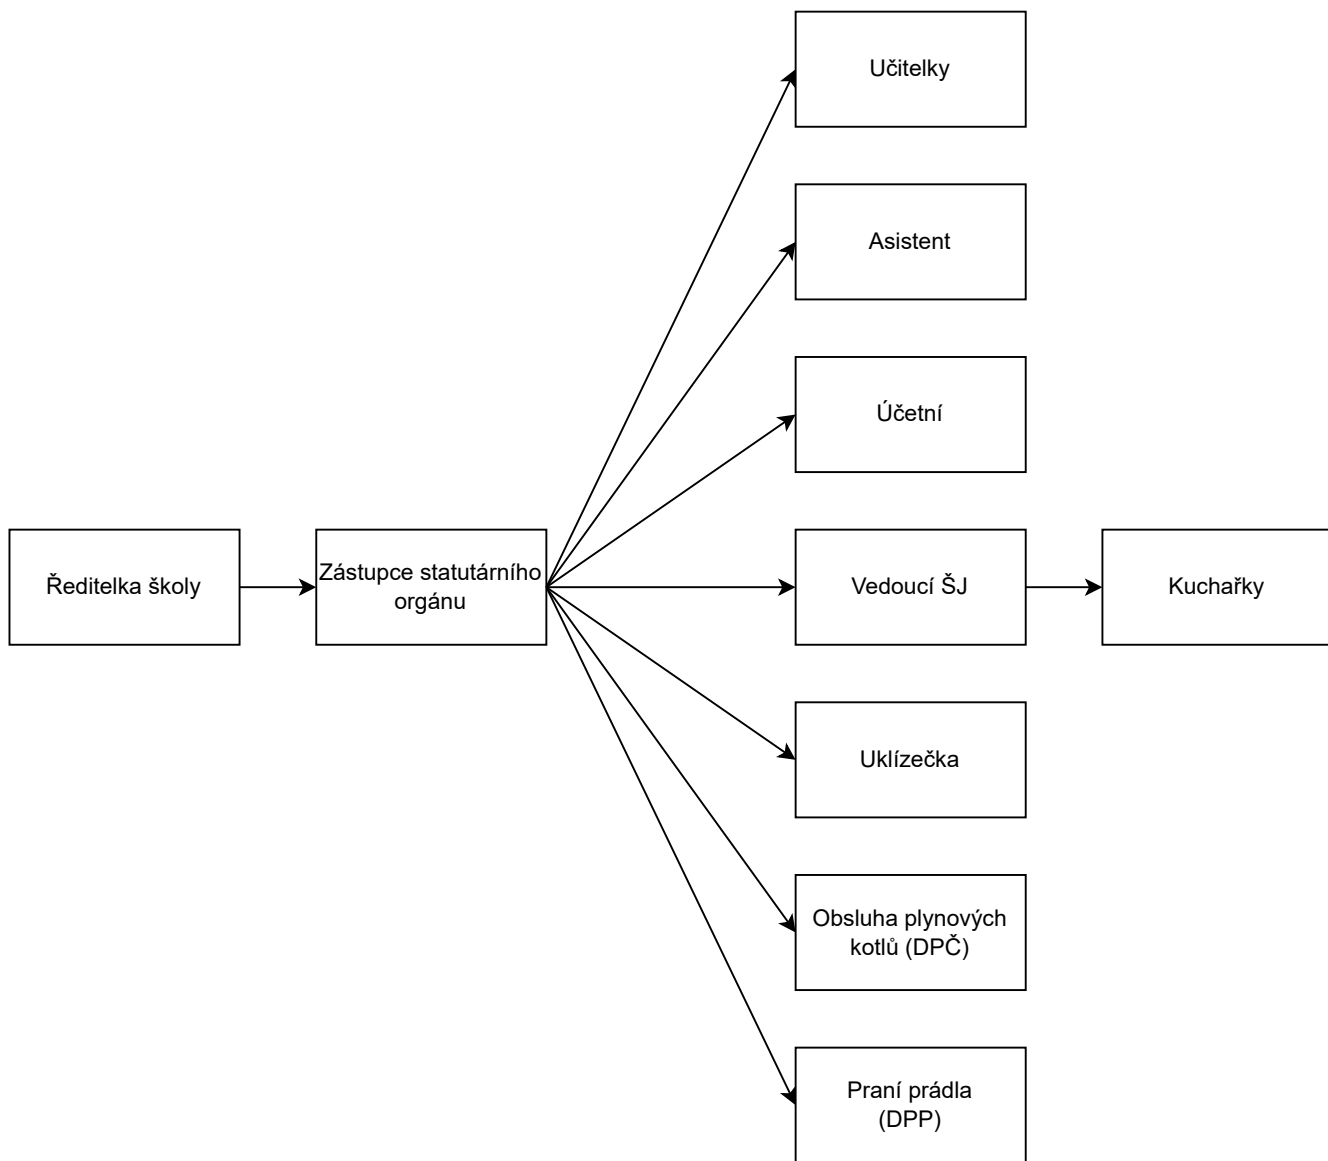 Ředitelka školy
Zástupce statutárního
orgánu
Učitelky
Asistent
Účetní
Vedoucí ŠJ
Kuchařky
Uklízečka
Obsluha plynových
kotlů (DPČ)
Praní prádla
(DPP)